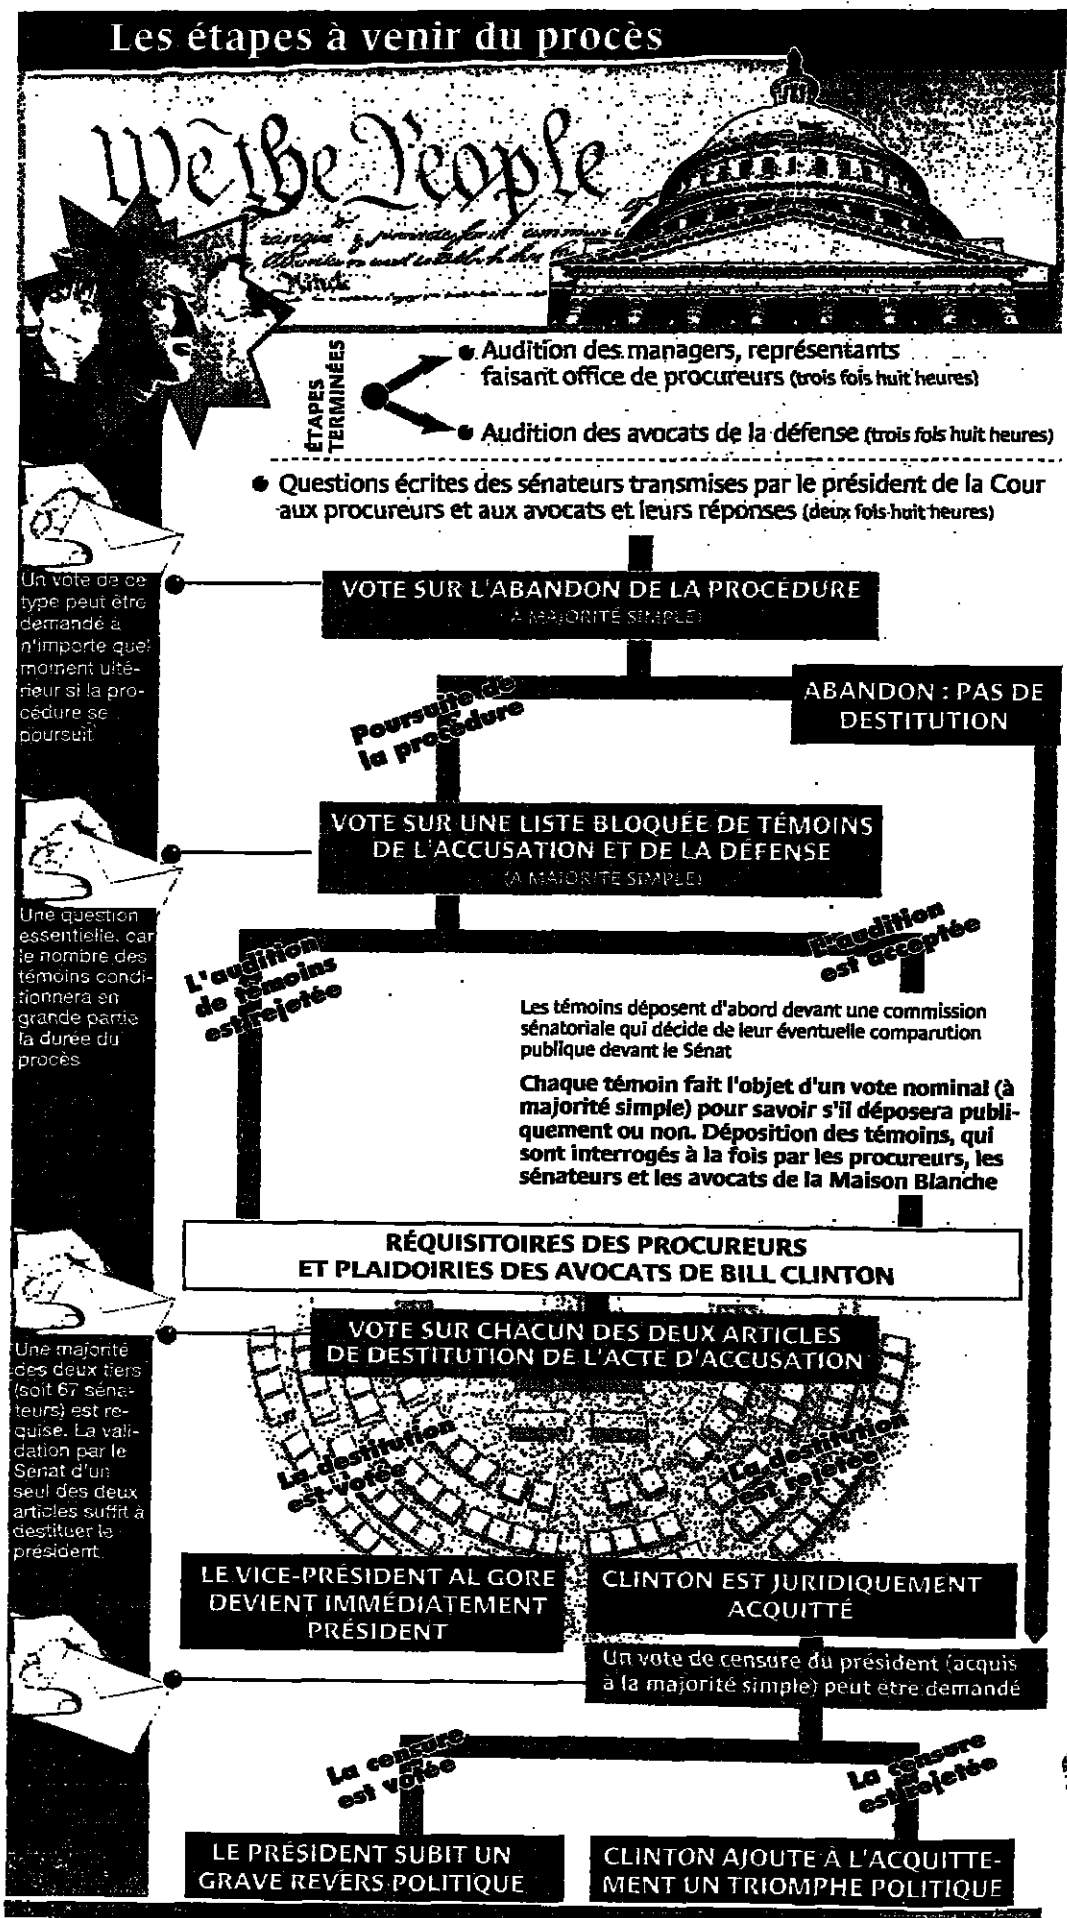 Les étapes à venir du procès
We the People
ÉTAPES
TERMINÉES
Audition des managers, représentants
faisant office de procureurs (trois fois huit heures)
Audition des avocats de la défense (trois fois huit heures)
Questions écrites des sénateurs transmises par le président de la Cour
aux procureurs et aux avocats et leurs réponses (deux fois huit heures)
Un vote de ce
type peut être
demandé à
n'importe quel
moment ulté-
rieur si la pro-
cédure se
poursuit
VOTE SUR L'ABANDON DE LA PROCÉDURE
(À MAJORITÉ SIMPLE)
Poursuite de
la procédure
ABANDON : PAS DE
DESTITUTION
VOTE SUR UNE LISTE BLOQUÉE DE TÉMOINS
DE L'ACCUSATION ET DE LA DÉFENSE
(A MAJORITÉ SIMPLE)
Une question
essentielle, car
le nombre des
témoins condi-
tionnera en
grande partie
la durée du
procès
L'audition
de témoins
est rejetée
L'audition
est acceptée
Les témoins déposent d'abord devant une commission
sénatoriale qui décide de leur éventuelle comparution
publique devant le Sénat
Chaque témoin fait l'objet d'un vote nominal (à
majorité simple) pour savoir s'il déposera publi-
quement ou non. Déposition des témoins, qui
sont interrogés à la fois par les procureurs, les
sénateurs et les avocats de la Maison Blanche
RÉQUISITOIRES DES PROCUREURS
ET PLAIDOIRIES DES AVOCATS DE BILL CLINTON
VOTE SUR CHACUN DES DEUX ARTICLES
DE DESTITUTION DE L'ACTE D'ACCUSATION
Une majorité
des deux tiers
(soit 67 séna-
teurs) est re-
quise. La vali-
dation par le
Sénat d'un
seul des deux
articles suffit à
destituer le
président
La destitution
est votée
La destitution
est rejetée
LE VICE-PRÉSIDENT AL GORE
DEVIENT IMMÉDIATEMENT
PRÉSIDENT
CLINTON EST JURIDIQUEMENT
ACQUITTÉ
Un vote de censure du président (acquis
à la majorité simple) peut être demandé
La censure
est votée
La censure
est rejetée
LE PRÉSIDENT SUBIT UN
GRAVE REVERS POLITIQUE
CLINTON AJOUTE À L'ACQUITTE-
MENT UN TRIOMPHE POLITIQUE